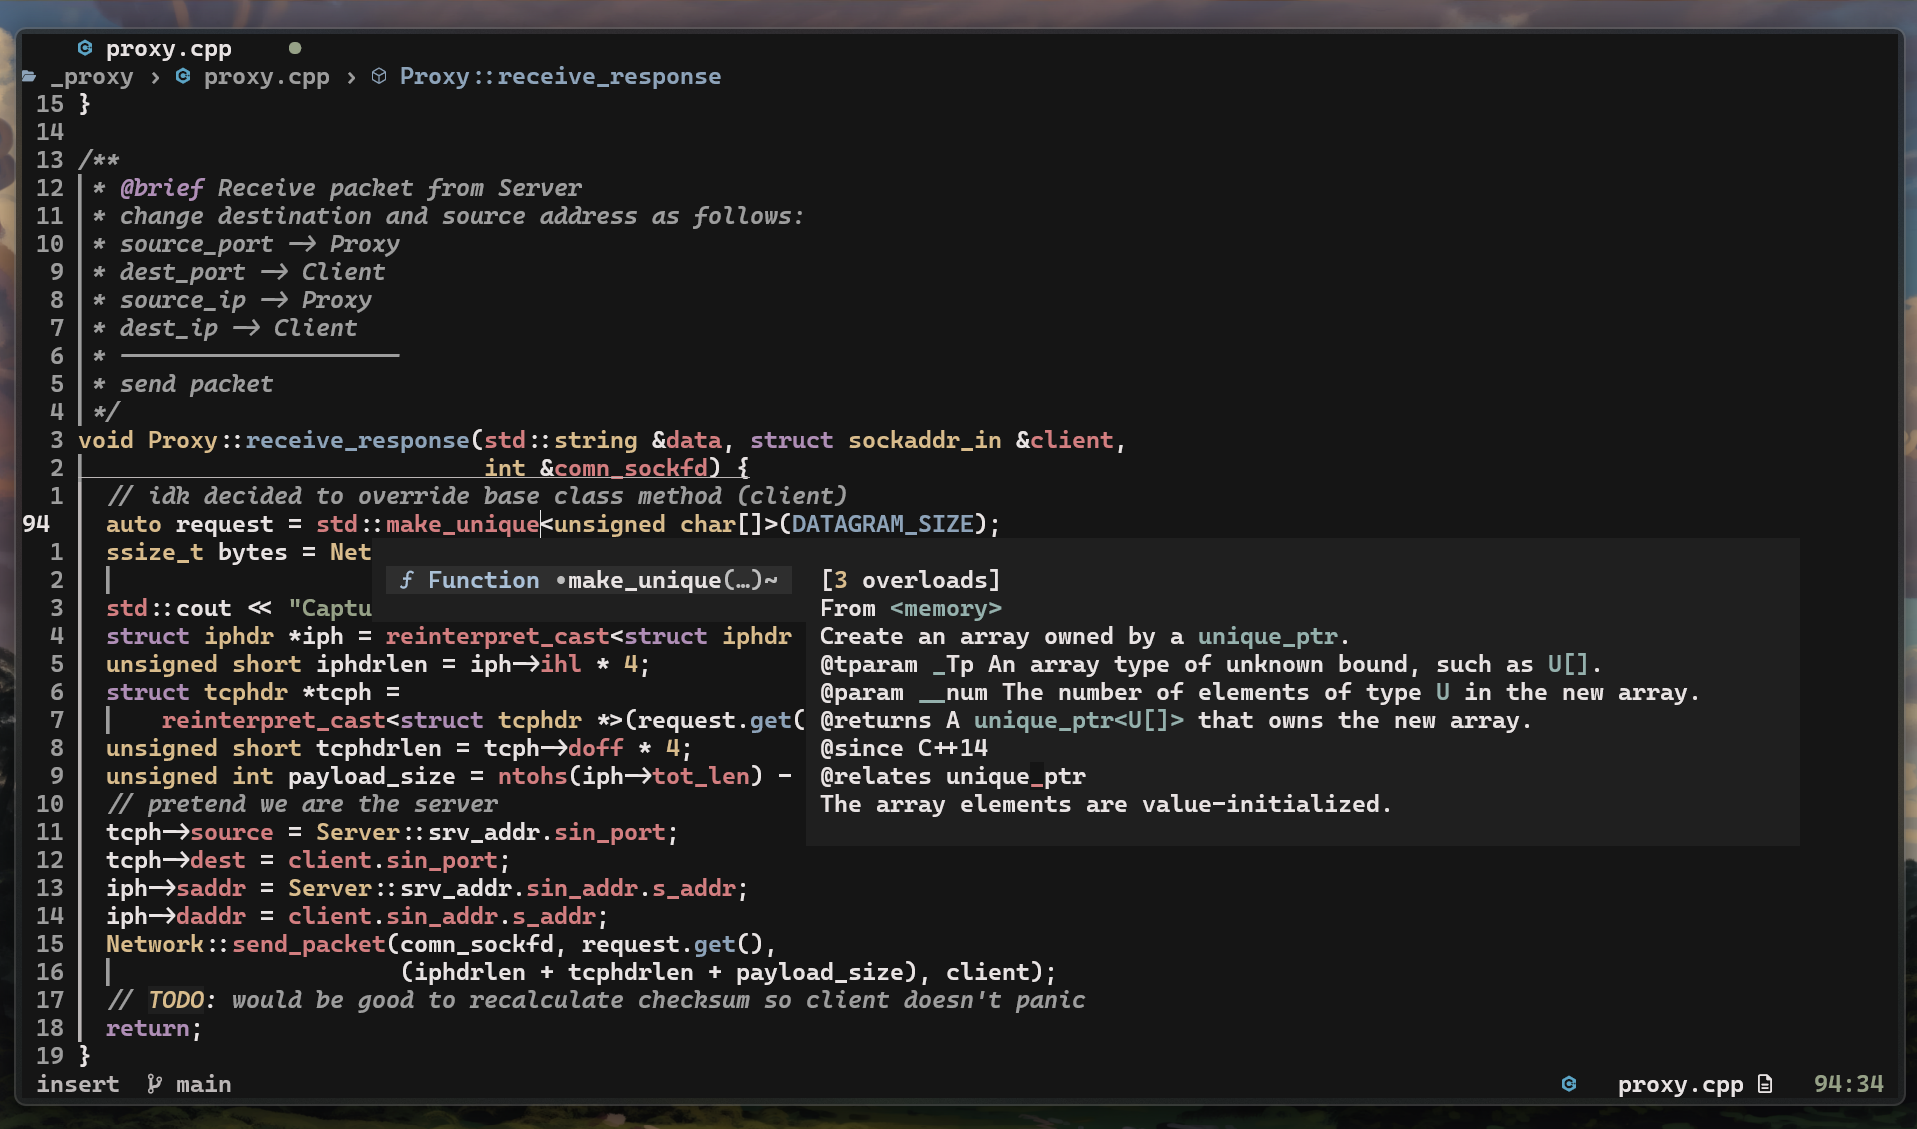 proxy.cpp
_proxy › proxy.cpp › Proxy::receive_response
15 }
14
13 /**
12 * @brief Receive packet from Server
11 * change destination and source address as follows:
10 * source_port -> Proxy
9 * dest_port -> Client
8 * source_ip -> Proxy
7 * dest_ip -> Client
6 * --------------------
5 * send packet
4 */
3 void Proxy::receive_response(std::string &data, struct sockaddr_in &client,
2 int &comn_sockfd) {
1 // idk decided to override base class method (client)
94 auto request = std::make_unique<unsigned char[]>(DATAGRAM_SIZE);
1 ssize_t bytes = Net
2
3 std::cout << "Captu
4 struct iphdr *iph = reinterpret_cast<struct iphdr
5 unsigned short iphdrlen = iph->ihl * 4;
6 struct tcphdr *tcph =
7 reinterpret_cast<struct tcphdr *>(request.get(
8 unsigned short tcphdrlen = tcph->doff * 4;
9 unsigned int payload_size = ntohs(iph->tot_len) -
10 // pretend we are the server
11 tcph->source = Server::srv_addr.sin_port;
12 tcph->dest = client.sin_port;
13 iph->saddr = Server::srv_addr.sin_addr.s_addr;
14 iph->daddr = client.sin_addr.s_addr;
15 Network::send_packet(comn_sockfd, request.get(),
16 (iphdrlen + tcphdrlen + payload_size), client);
17 // TODO: would be good to recalculate checksum so client doesn't panic
18 return;
19 }
ƒ Function •make_unique(…)~
[3 overloads]
From <memory>
Create an array owned by a unique_ptr.
@tparam _Tp An array type of unknown bound, such as U[].
@param __num The number of elements of type U in the new array.
@returns A unique_ptr<U[]> that owns the new array.
@since C++14
@relates unique_ptr
The array elements are value-initialized.
insert main proxy.cpp 94:34